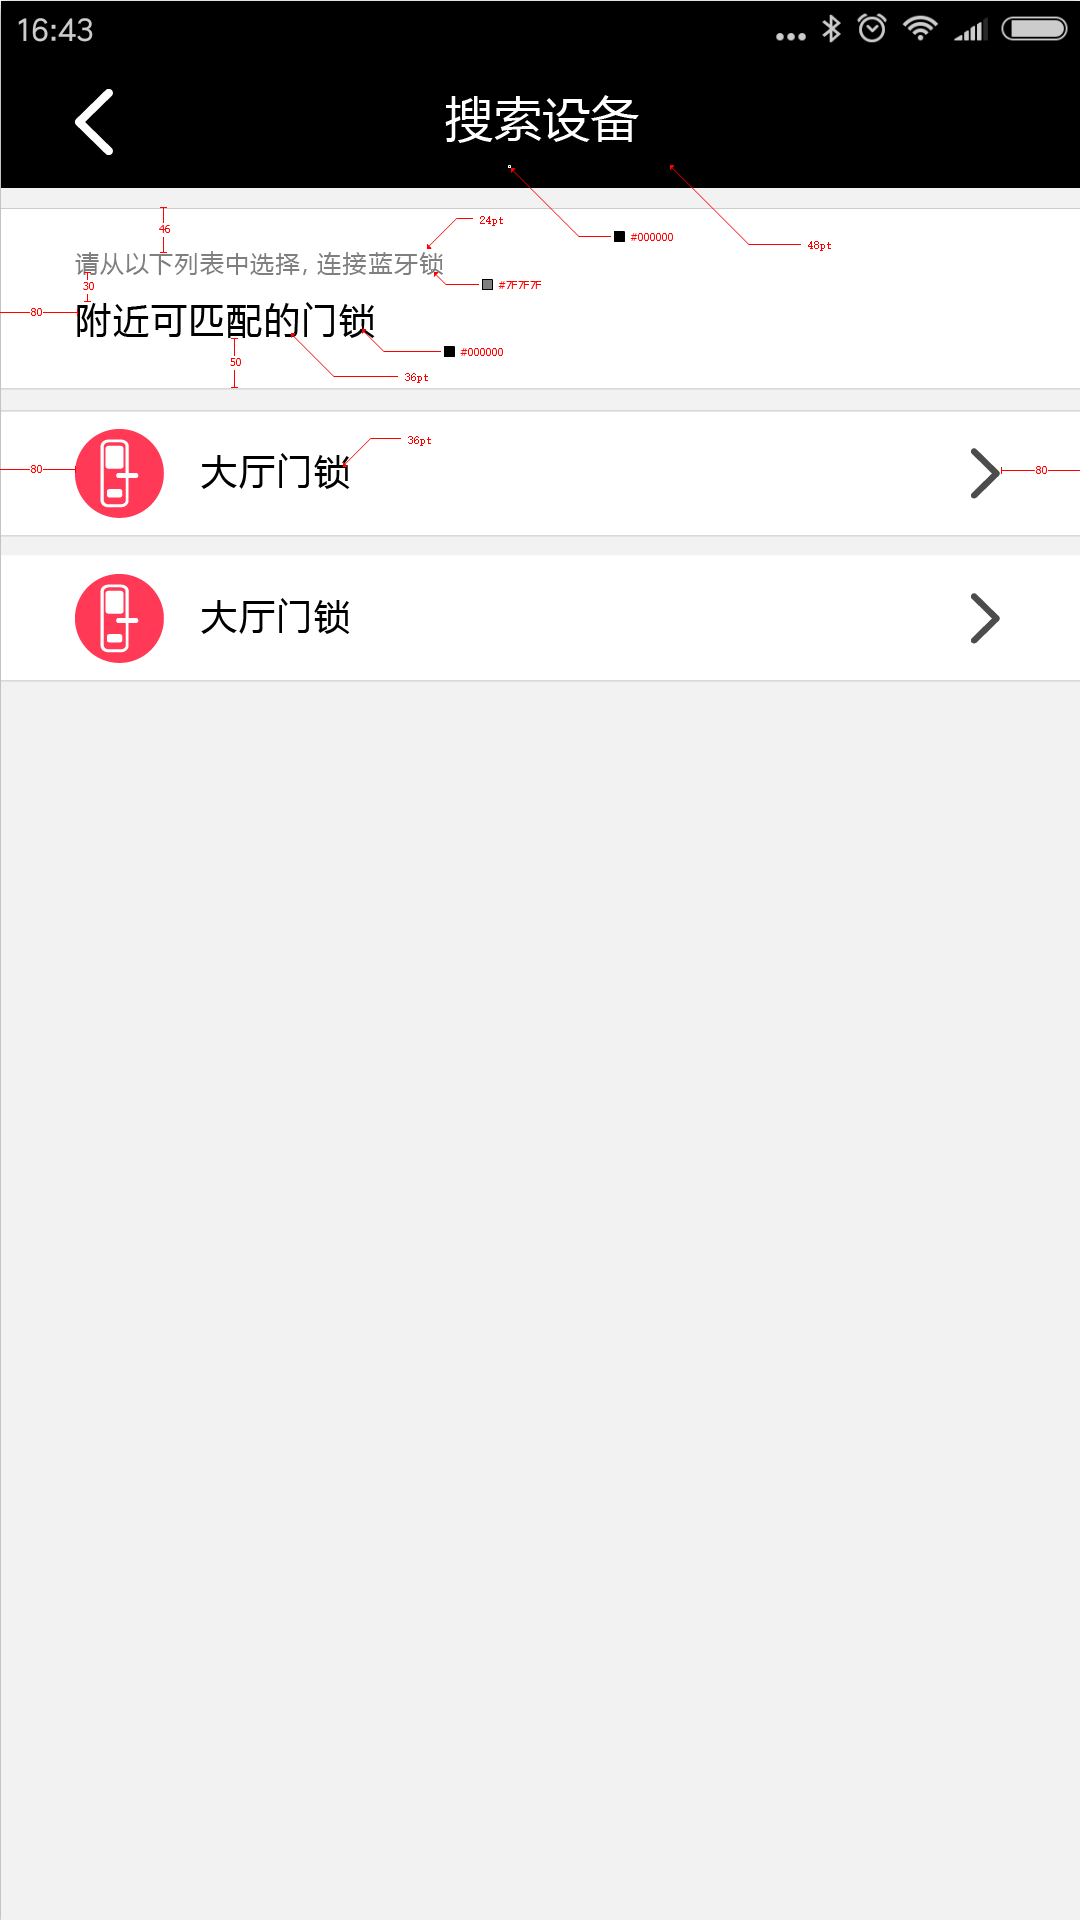 16:43
搜索设备
46
24pt
#000000
48pt
请从以下列表中选择, 连接蓝牙锁
30
#7F7F7F
80
附近可匹配的门锁
#000000
50
36pt
36pt
80
大厅门锁
80
大厅门锁